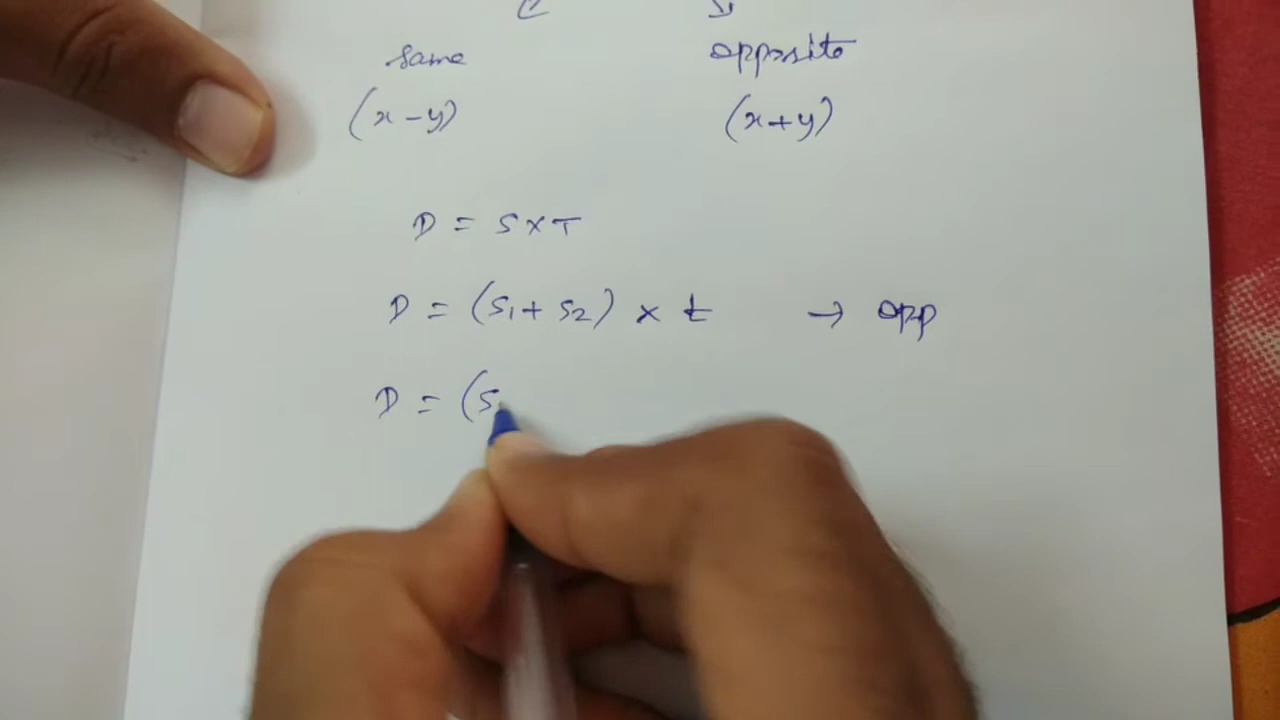 same opposite
(x-y) (x+y)
D = S×T
D = (S₁+ S₂) × t → opp
D = (S